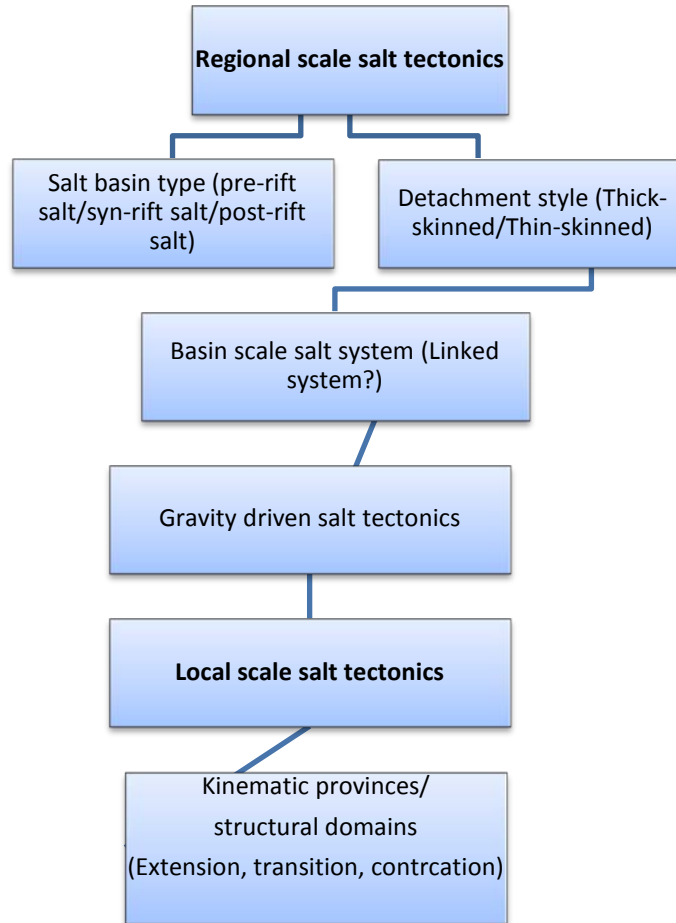 Regional scale salt tectonics
Salt basin type (pre-rift
salt/syn-rift salt/post-rift
salt)
Detachment style (Thick-
skinned/Thin-skinned)
Basin scale salt system (Linked
system?)
Gravity driven salt tectonics
Local scale salt tectonics
Kinematic provinces/
structural domains
(Extension, transition, contrcation)